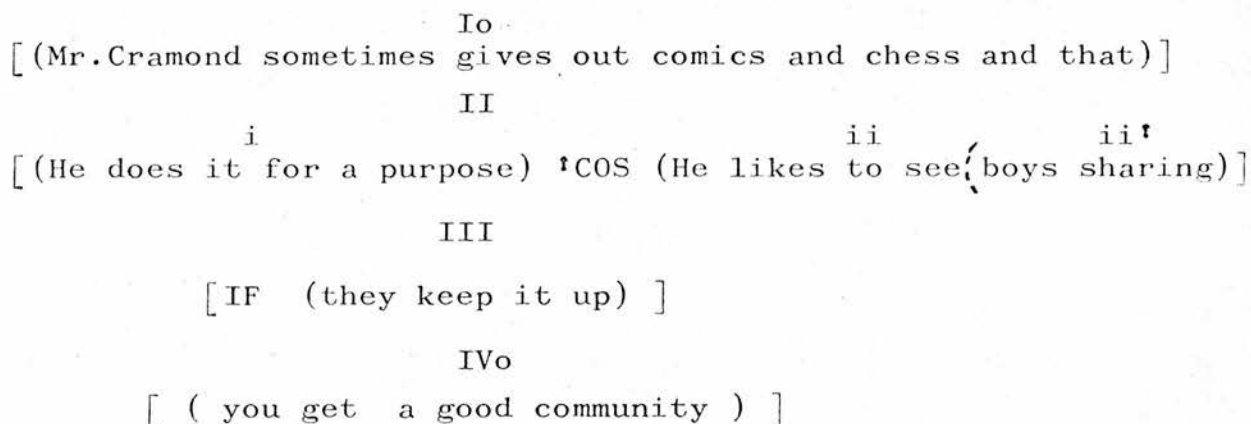 Io
[(Mr.Cramond sometimes gives out comics and chess and that)]
II
i ii ii'
[(He does it for a purpose) 'COS (He likes to see (boys sharing)]
III
[IF (they keep it up) ]
IVo
[ ( you get a good community ) ]